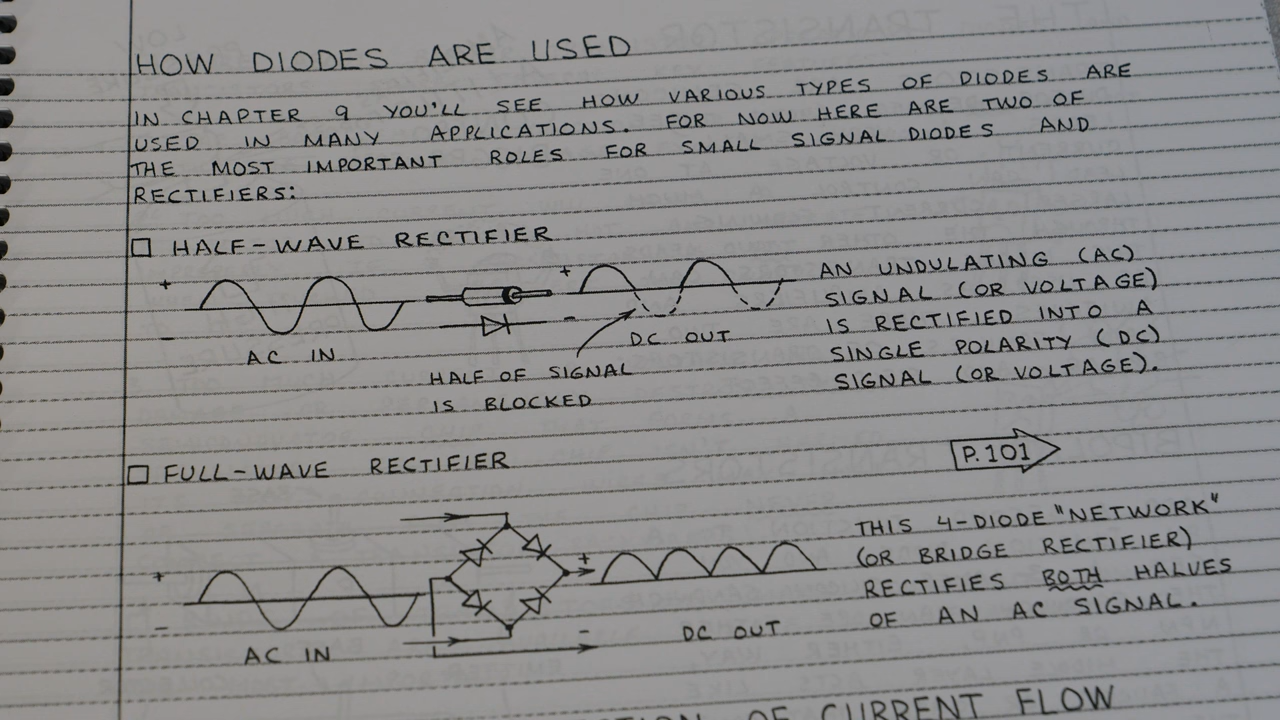 HOW DIODES ARE USED
IN CHAPTER 9 YOU'LL SEE HOW VARIOUS TYPES OF DIODES ARE
USED IN MANY APPLICATIONS. FOR NOW HERE ARE TWO OF
THE MOST IMPORTANT ROLES FOR SMALL SIGNAL DIODES AND
RECTIFIERS:
☐ HALF-WAVE RECTIFIER
+
-
AC IN
+
-
DC OUT
HALF OF SIGNAL
IS BLOCKED
AN UNDULATING (AC)
SIGNAL (OR VOLTAGE)
IS RECTIFIED INTO A
SINGLE POLARITY (DC)
SIGNAL (OR VOLTAGE).
P.101
☐ FULL-WAVE RECTIFIER
+
-
AC IN
+
-
DC OUT
THIS 4-DIODE "NETWORK"
(OR BRIDGE RECTIFIER)
RECTIFIES BOTH HALVES
OF AN AC SIGNAL.
OF CURRENT FLOW